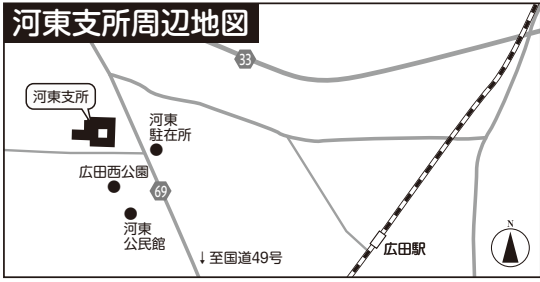 河東支所周辺地図
33
河東支所
河東
駐在所
広田西公園
69
河東
公民館
↓至国道49号
広田駅
N